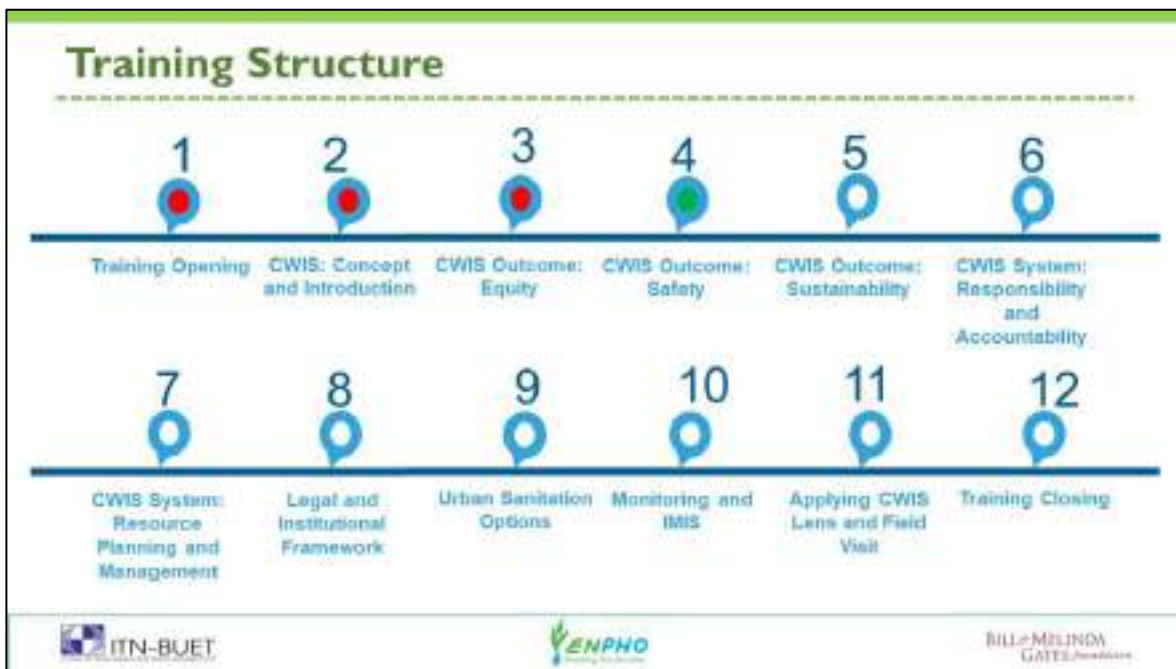 Training Structure
1 2 3 4 5 6
Training Opening
CWIS: Concept
and Introduction
CWIS Outcome:
Equity
CWIS Outcome:
Safety
CWIS Outcome:
Sustainability
CWIS System:
Responsibility
and
Accountability
7 8 9 10 11 12
CWIS System:
Resource
Planning and
Management
Legal and
Institutional
Framework
Urban Sanitation
Options
Monitoring and
IMIS
Applying CWIS
Lens and Field
Visit
Training Closing
ITN-BUET
ENPHO
BILL & MELINDA
GATES foundation